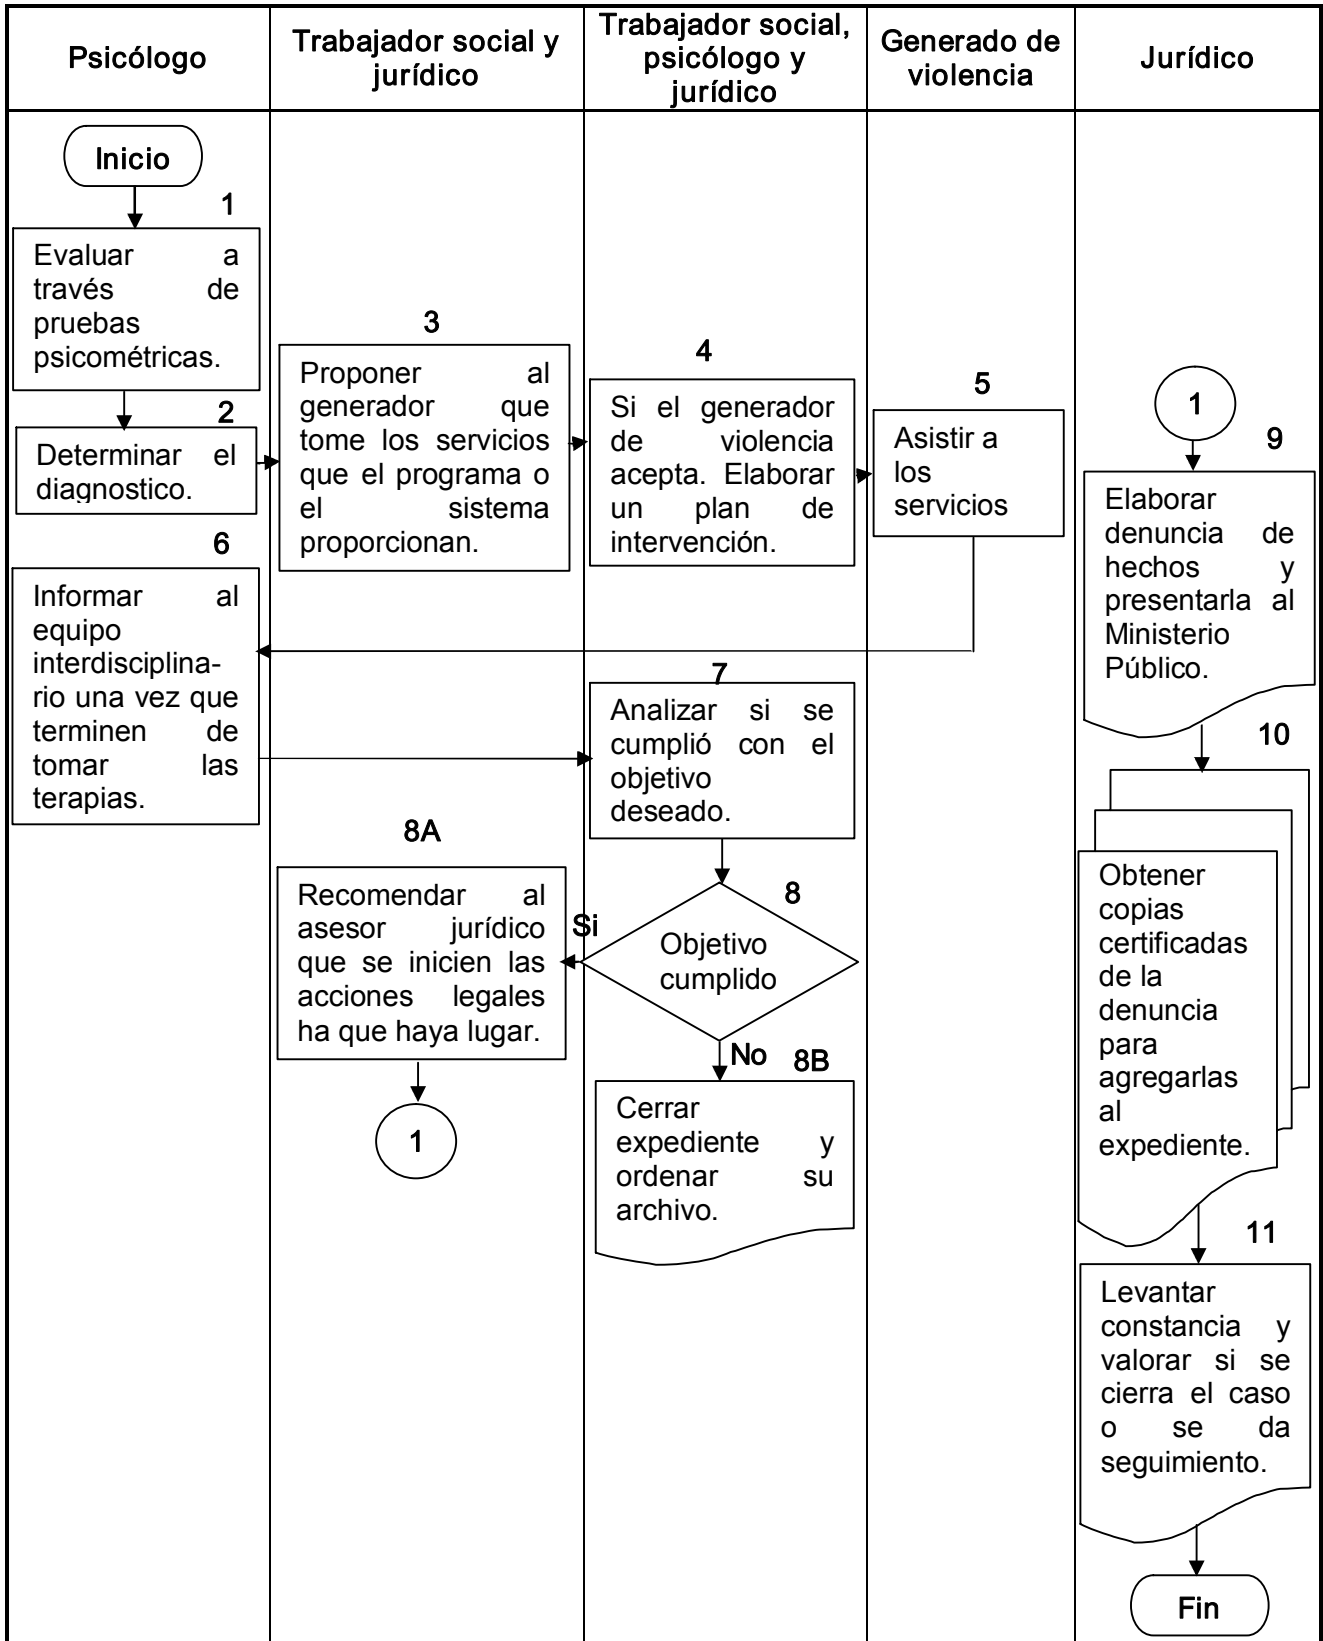 Psicólogo
Trabajador social y
jurídico
Trabajador social,
psicólogo y
jurídico
Generado de
violencia
Jurídico
Inicio
1
Evaluar a
través de
pruebas
psicométricas.
2
Determinar el
diagnostico.
3
Proponer al
generador que
tome los servicios
que el programa o
el sistema
proporcionan.
4
Si el generador
de violencia
acepta. Elaborar
un plan de
intervención.
5
Asistir a
los
servicios
6
Informar al
equipo
interdisciplina-
rio una vez que
terminen de
tomar las
terapias.
7
Analizar si se
cumplió con el
objetivo
deseado.
8
Objetivo
cumplido
Si
No
8A
Recomendar al
asesor jurídico
que se inicien las
acciones legales
ha que haya lugar.
1
8B
Cerrar
expediente y
ordenar su
archivo.
1
9
Elaborar
denuncia de
hechos y
presentarla al
Ministerio
Público.
10
Obtener
copias
certificadas
de la
denuncia
para
agregarlas
al
expediente.
11
Levantar
constancia y
valorar si se
cierra el caso
o se da
seguimiento.
Fin